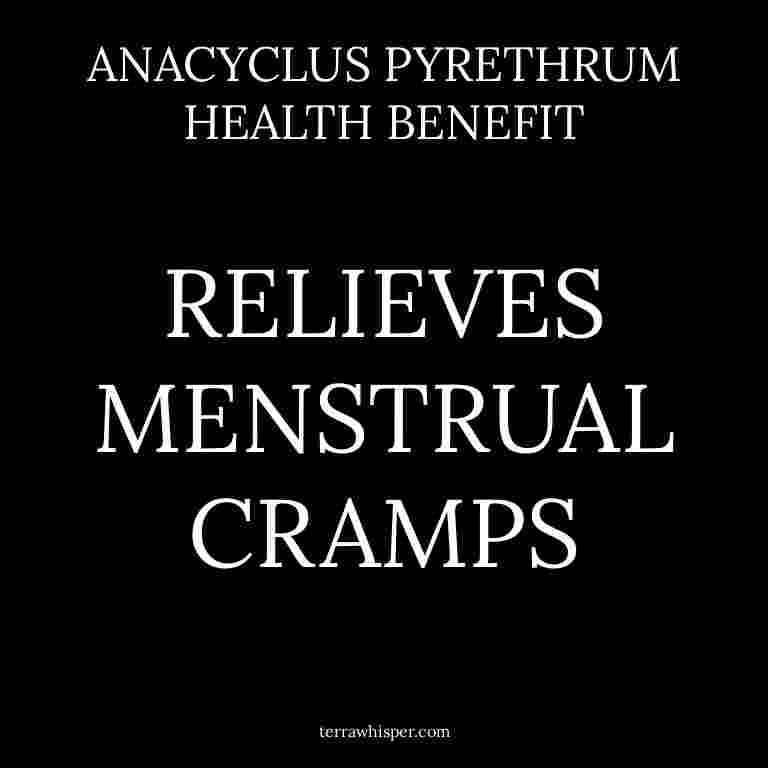 ANACYCLUS PYRETHRUM
HEALTH BENEFIT
RELIEVES
MENSTRUAL
CRAMPS
terrawhisper.com